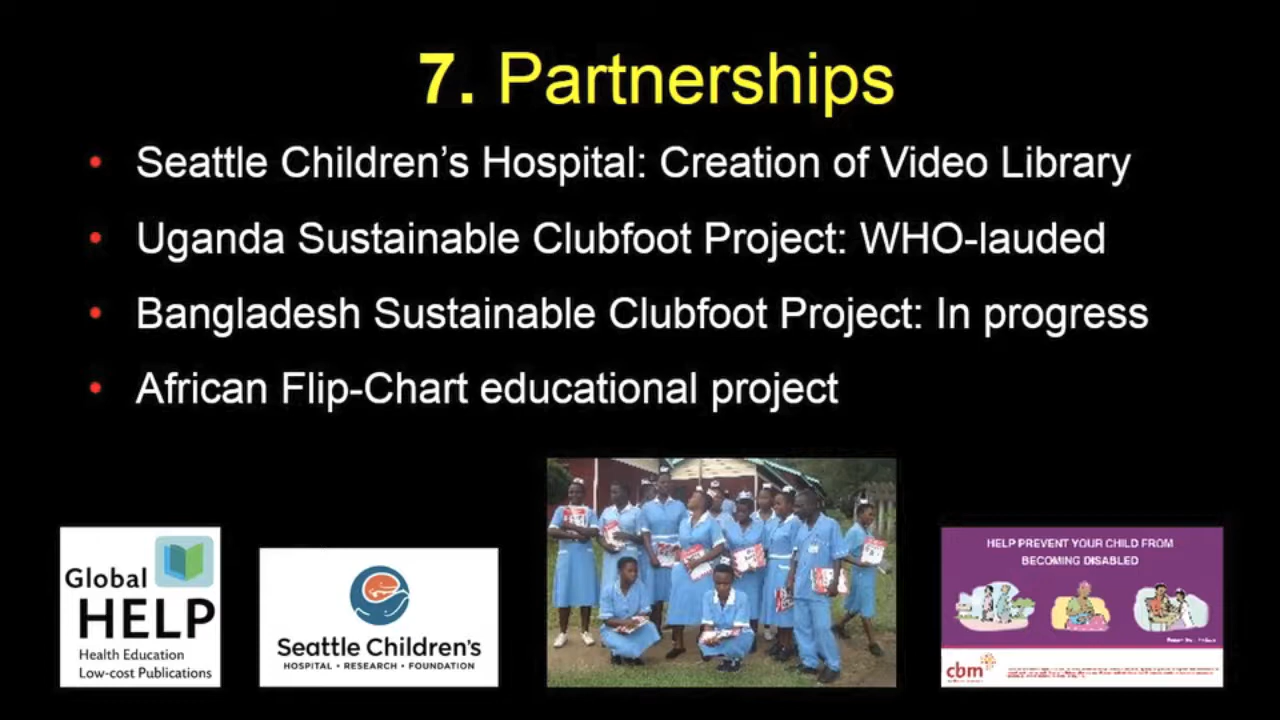 7. Partnerships
• Seattle Children’s Hospital: Creation of Video Library
• Uganda Sustainable Clubfoot Project: WHO-lauded
• Bangladesh Sustainable Clubfoot Project: In progress
• African Flip-Chart educational project
Global
HELP
Health Education
Low-cost Publications
Seattle Children's
HOSPITAL • RESEARCH • FOUNDATION
HELP PREVENT YOUR CHILD FROM
BECOMING DISABLED
cbm